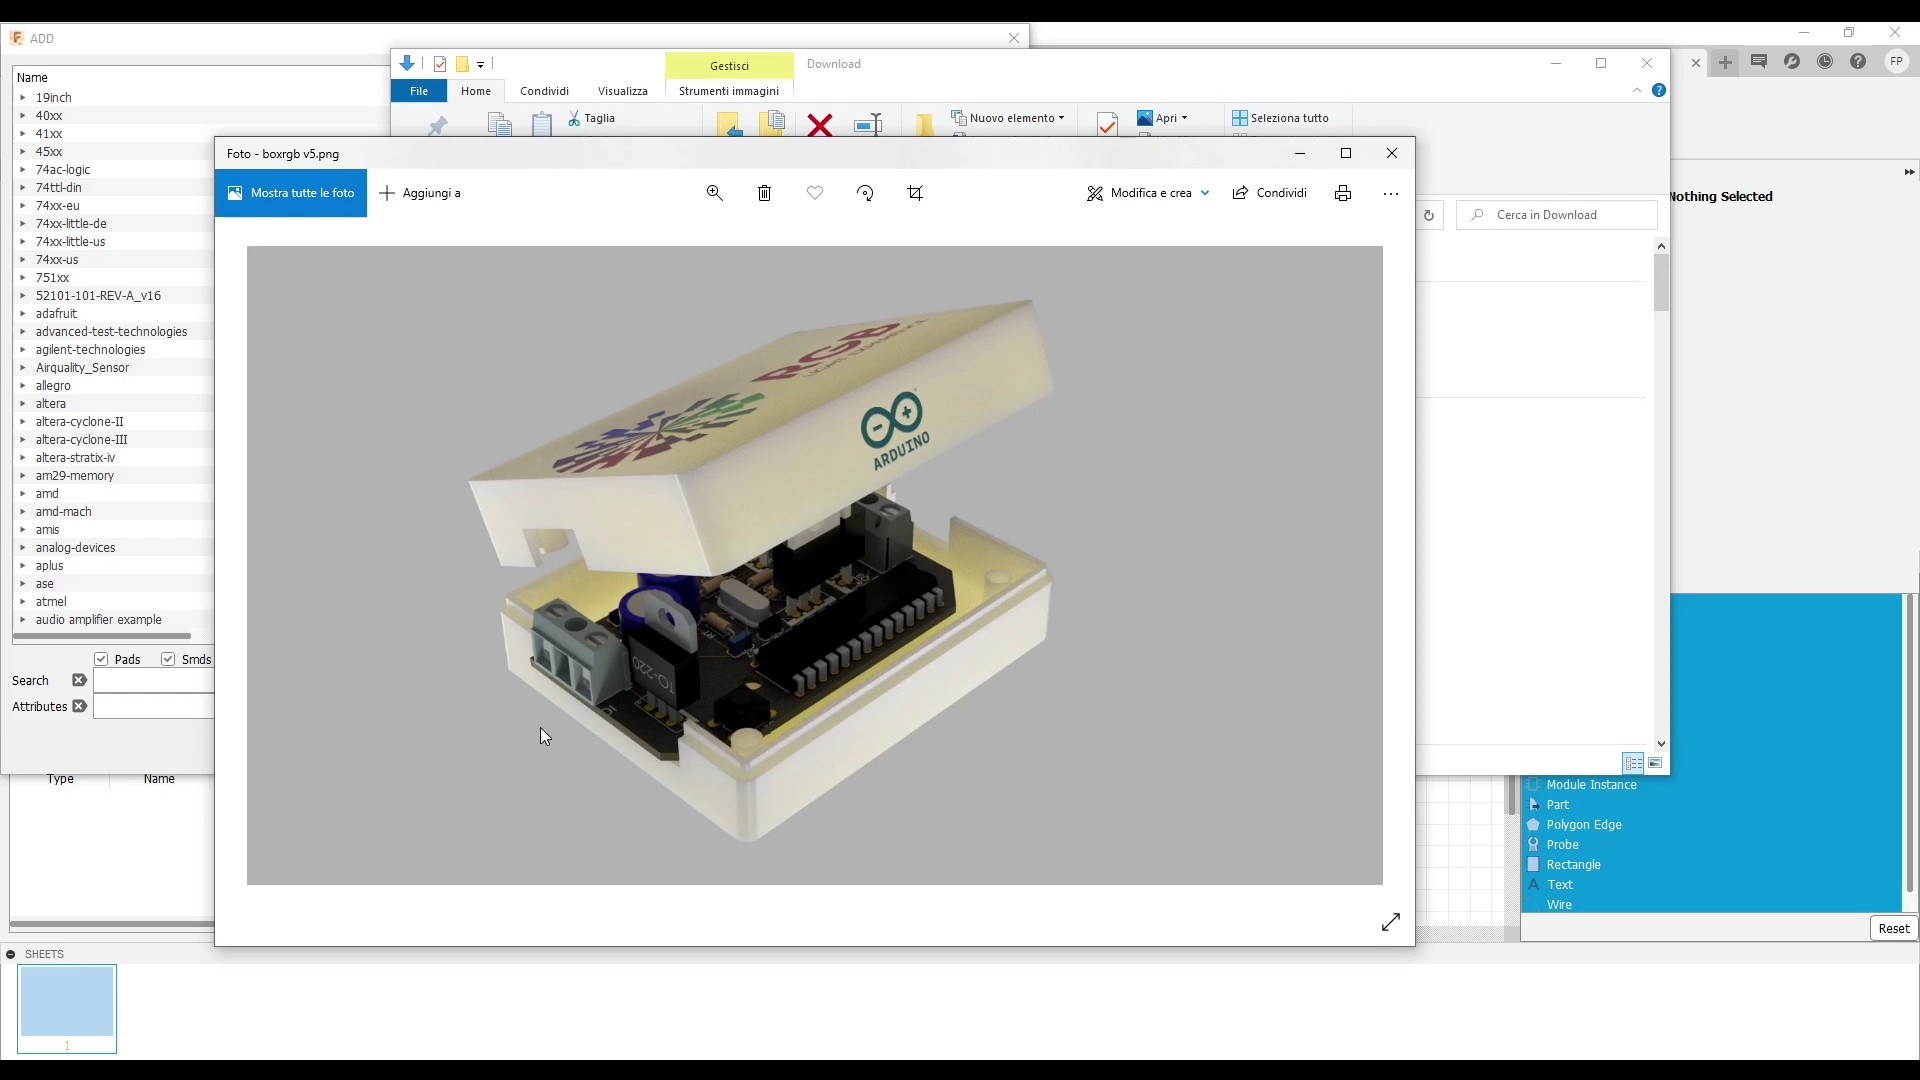 ADD
Name
19inch
40xx
41xx
45xx
74ac-logic
74ttl-din
74xx-eu
74xx-little-de
74xx-little-us
74xx-us
751xx
52101-101-REV-A_v16
adafruit
advanced-test-technologies
agilent-technologies
Airquality_Sensor
allegro
altera
altera-cyclone-II
altera-cyclone-III
altera-stratix-iv
am29-memory
amd
amd-mach
amis
analog-devices
aplus
ase
atmel
audio amplifier example
Pads
Smds
Search
Attributes
Type
Name
SHEETS
1
Gestisci
Download
File
Home
Condividi
Visualizza
Strumenti immagini
Taglia
Nuovo elemento
Apri
Seleziona tutto
Cerca in Download
FP
Foto - boxrgb v5.png
Mostra tutte le foto
Aggiungi a
Modifica e crea
Condividi
RGB
LIGHT EXPERIENCE
ARDUINO
TO-220
Nothing Selected
Module Instance
Part
Polygon Edge
Probe
Rectangle
Text
Wire
Reset